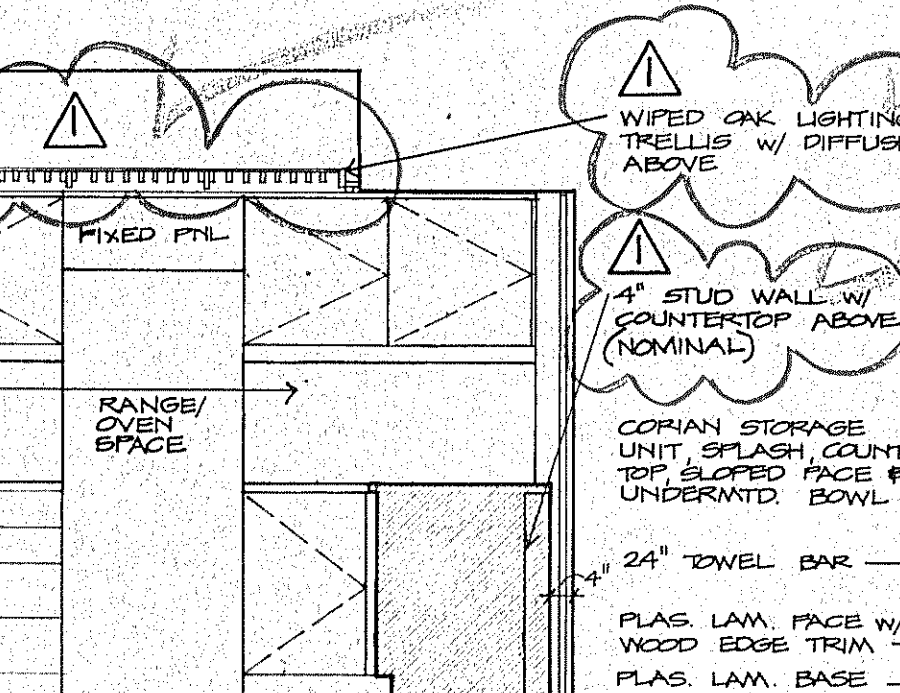 1
1
WIPED OAK LIGHTING
TRELLIS w/ DIFFUS
ABOVE
FIXED PNL
1
4" STUD WALL W/
COUNTERTOP ABOVE
(NOMINAL)
RANGE/
OVEN
SPACE
CORIAN STORAGE
UNIT, SPLASH, COUNT
TOP, SLOPED FACE &
UNDERMTD. BOWL
24" TOWEL BAR
4"
PLAS. LAM. FACE w/
WOOD EDGE TRIM
PLAS. LAM. BASE